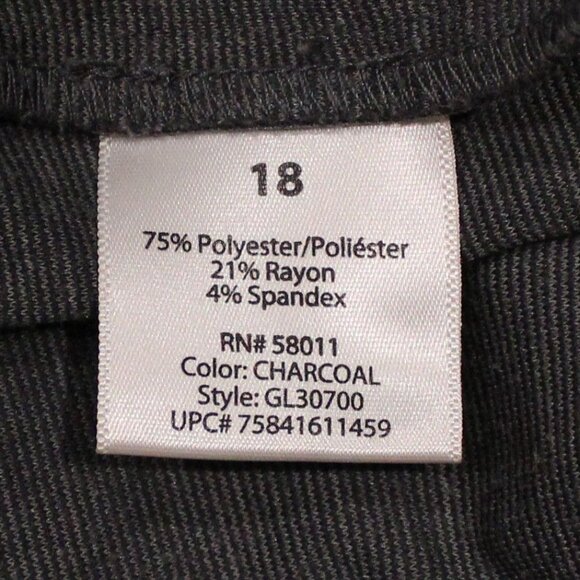 18
75% Polyester/Poliéster
21% Rayon
4% Spandex
RN# 58011
Color: CHARCOAL
Style: GL30700
UPC# 75841611459